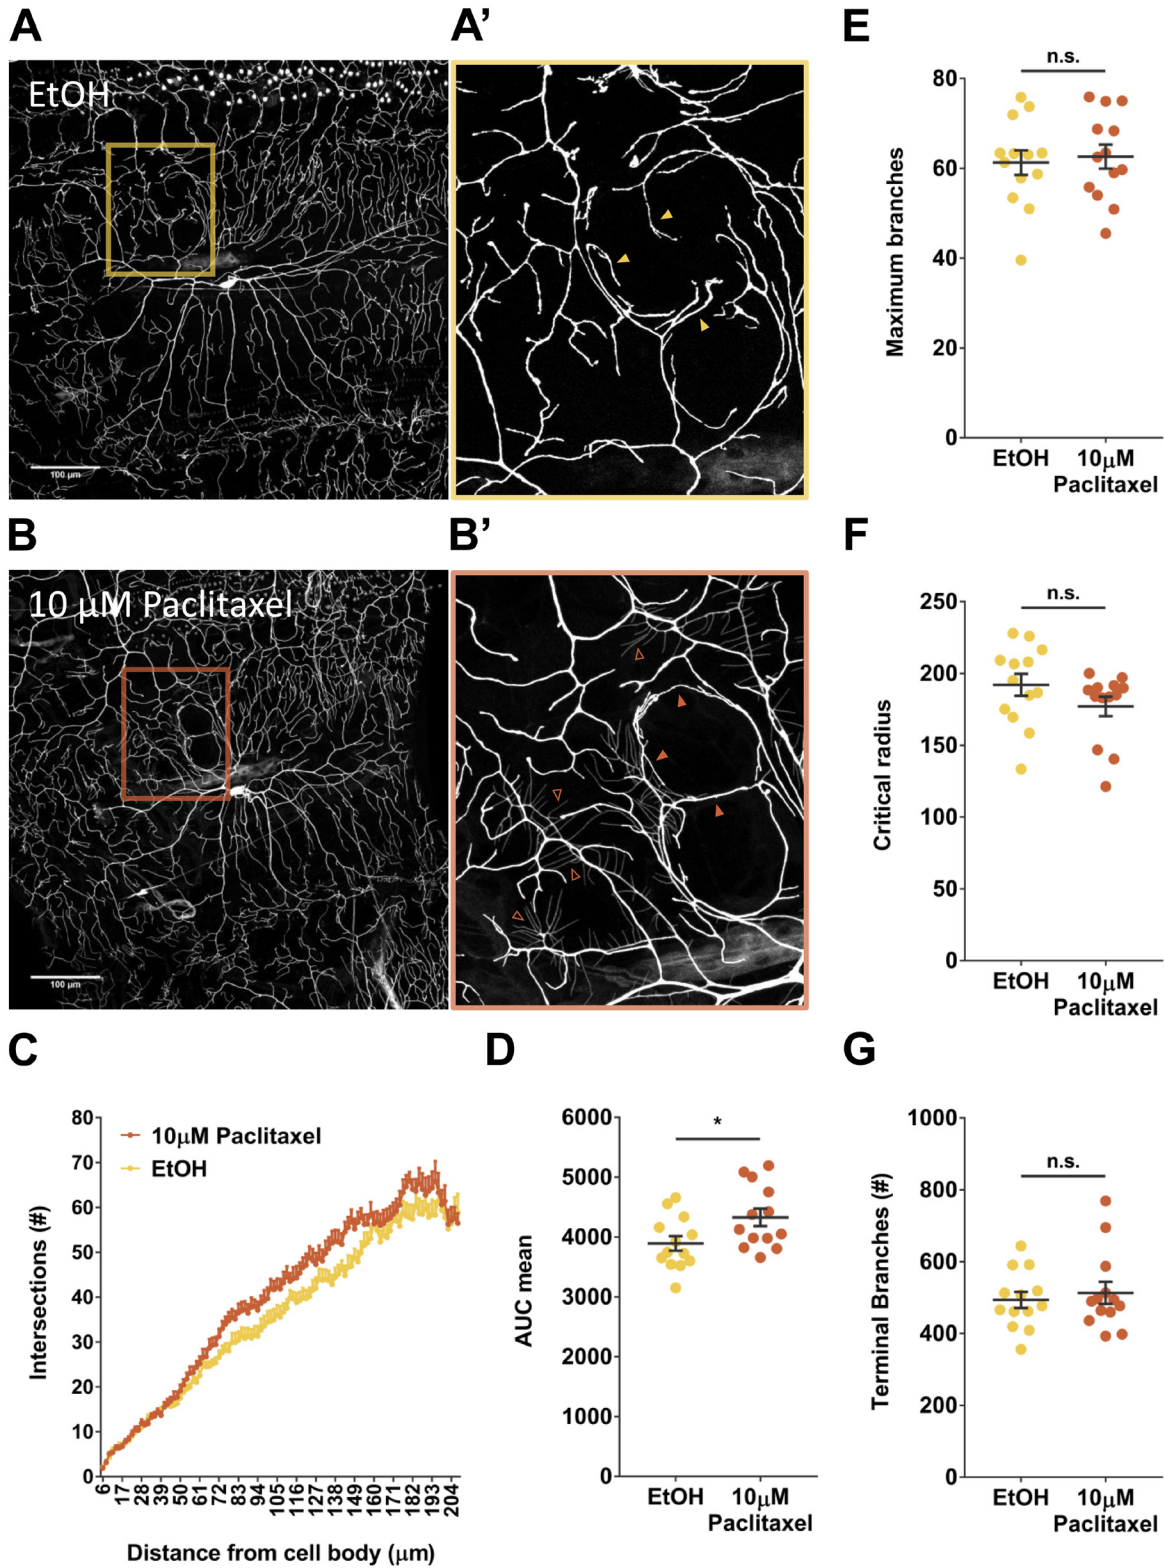 A
EtOH
100 μm
A’
B
10 μM Paclitaxel
100 μm
B’
C
80
70
60
50
40
30
20
10
0
Intersections (#)
10μM Paclitaxel
EtOH
6 17 28 39 50 61 72 83 94 105 116 127 138 149 160 171 182 193 204
Distance from cell body (μm)
D
6000
5000
4000
3000
2000
1000
0
AUC mean
*
EtOH
10μM
Paclitaxel
E
80
60
40
20
0
Maximum branches
n.s.
EtOH
10μM
Paclitaxel
F
250
200
150
100
50
0
Critical radius
n.s.
EtOH
10μM
Paclitaxel
G
1000
800
600
400
200
0
Terminal Branches (#)
n.s.
EtOH
10μM
Paclitaxel